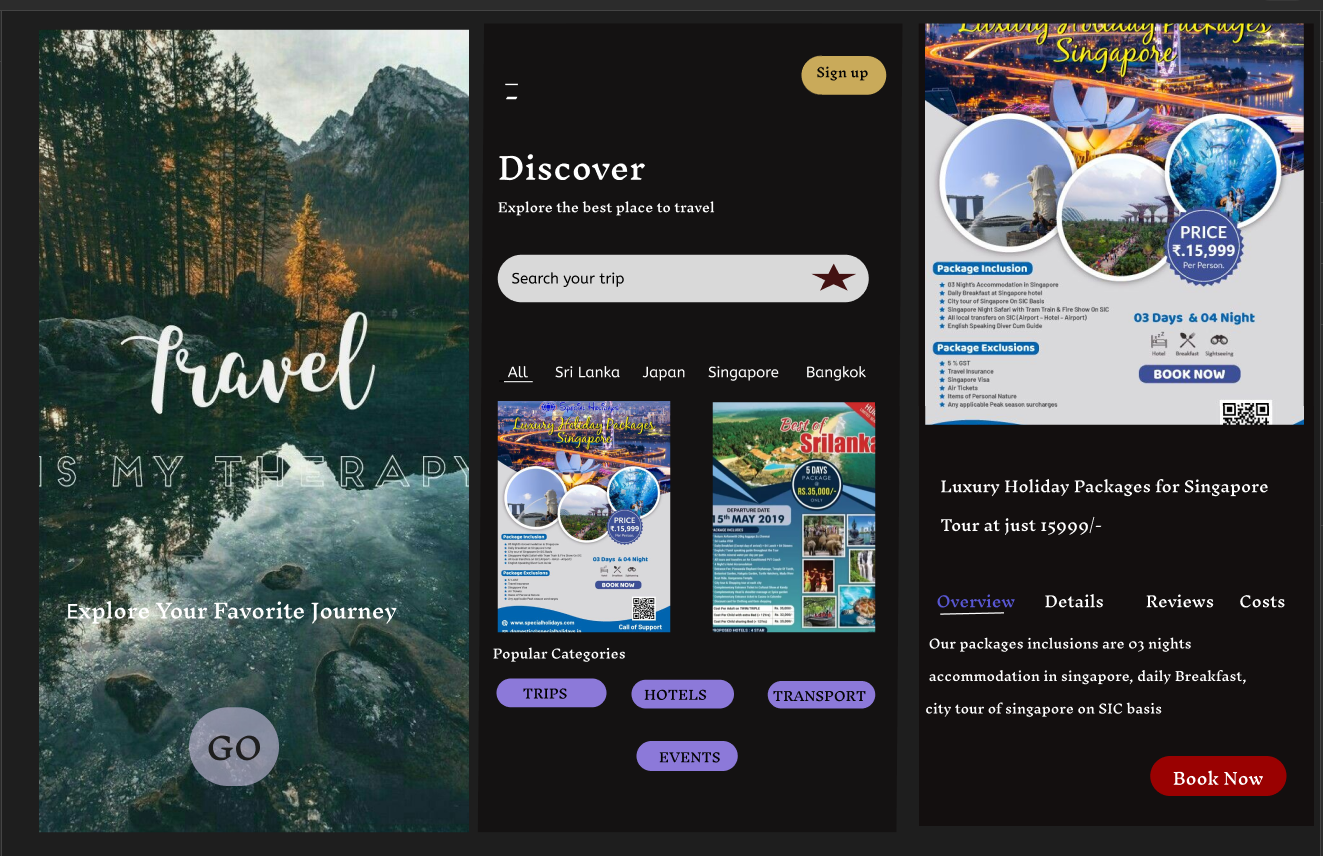 Travel
IS MY THERAPY
Explore Your Favorite Journey
GO
Sign up
Discover
Explore the best place to travel
Search your trip
All Sri Lanka Japan Singapore Bangkok
Luxury Holiday Packages
Singapore
PRICE
₹.15,999
Per Person.
Package Inclusion
03 Days & 04 Night
Package Exclusions
BOOK NOW
www.specialholidays.com
Call of Support
Best of
Srilanka
5 DAYS
PACKAGE
@
RS.35,000/-
ONLY
DEPARTURE DATE
15th MAY 2019
Popular Categories
TRIPS HOTELS TRANSPORT
EVENTS
Luxury Holiday Packages
Singapore
PRICE
₹.15,999
Per Person.
Package Inclusion
03 Night's Accommodation in Singapore
Daily Breakfast at Singapore hotel
City tour of Singapore On SIC Basis
Singapore Night Safari with Tram Train & Fire Show On SIC
All local transfers on SIC (Airport - Hotel - Airport)
English Speaking Diver Cum Guide
03 Days & 04 Night
Hotel Breakfast Sightseeing
BOOK NOW
Package Exclusions
5 % GST
Travel Insurance
Singapore Visa
Air Tickets
Items of Personal Nature
Any applicable Peak season surcharges
Luxury Holiday Packages for Singapore
Tour at just 15999/-
Overview Details Reviews Costs
Our packages inclusions are 03 nights
accommodation in singapore, daily Breakfast,
city tour of singapore on SIC basis
Book Now